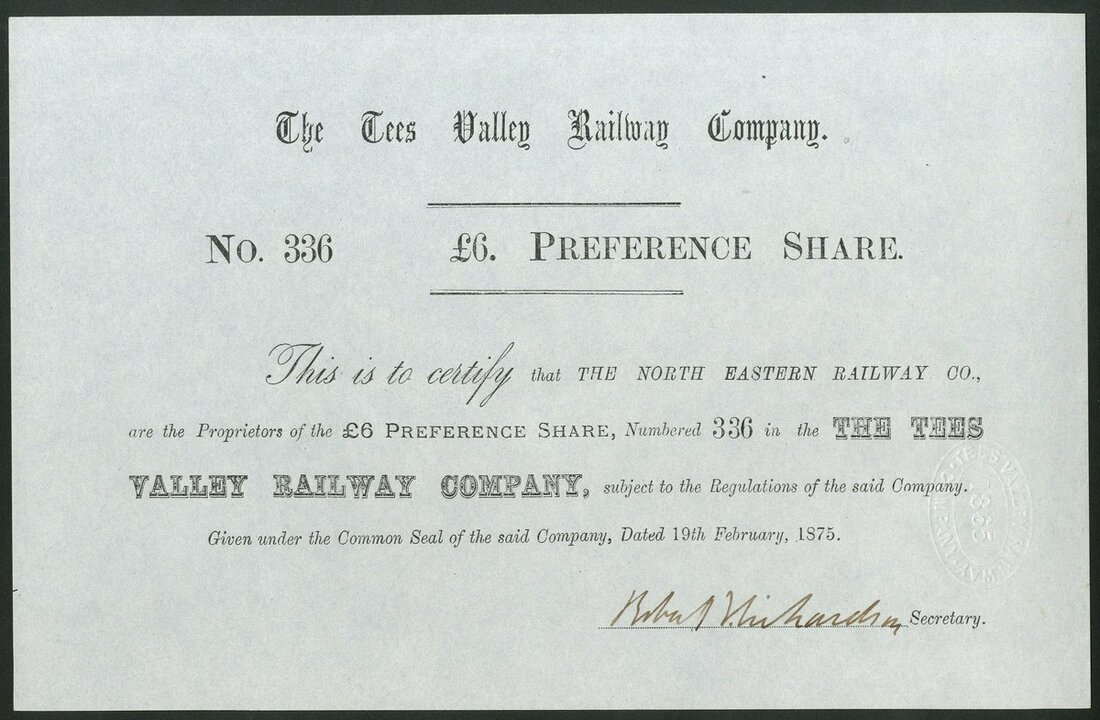 The Tees Valley Railway Company.
No. 336 £6. PREFERENCE SHARE.
This is to certify that THE NORTH EASTERN RAILWAY CO.,
are the Proprietors of the £6 PREFERENCE SHARE, Numbered 336 in the THE TEES
VALLEY RAILWAY COMPANY, subject to the Regulations of the said Company.
Given under the Common Seal of the said Company, Dated 19th February, 1875.
Robert Richardson Secretary.